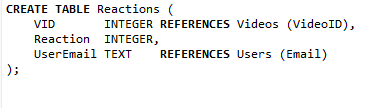 CREATE TABLE Reactions (
    VID       INTEGER REFERENCES Videos (VideoID),
    Reaction  INTEGER,
    UserEmail TEXT    REFERENCES Users (Email)
);